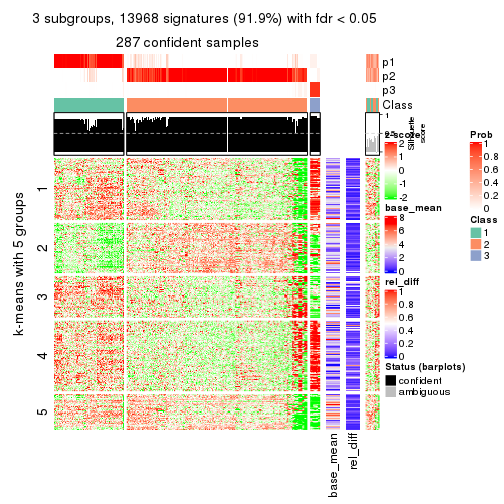 3 subgroups, 13968 signatures (91.9%) with fdr < 0.05
287 confident samples
p1
p2
p3
Class
1
0
Silhouette
score
k-means with 5 groups
1
2
3
4
5
base_mean
rel_diff
z-score
2
1
0
-1
-2
base_mean
8
6
4
2
0
rel_diff
1
0.8
0.6
0.4
0.2
0
Status (barplots)
confident
ambiguous
Prob
1
0.8
0.6
0.4
0.2
0
Class
1
2
3